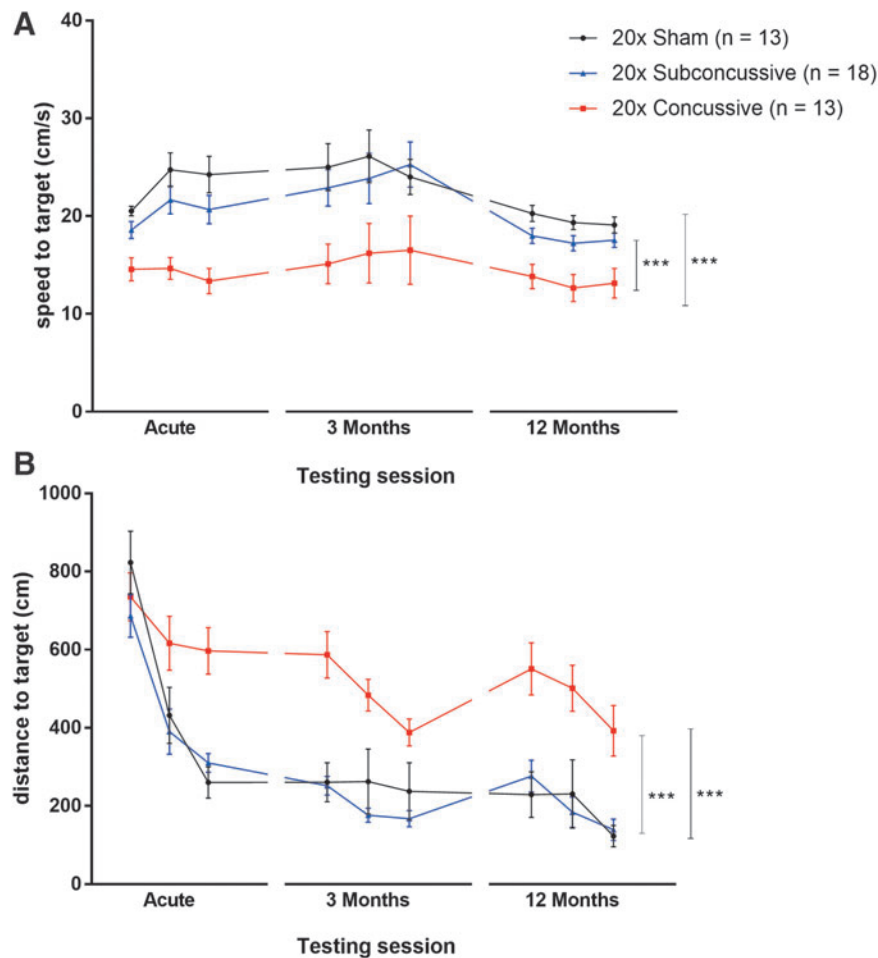 A
20x Sham (n = 13)
20x Subconcussive (n = 18)
20x Concussive (n = 13)
speed to target (cm/s)
40
30
20
10
0
*** ***
Acute 3 Months 12 Months
Testing session
B
distance to target (cm)
1000
800
600
400
200
0
*** ***
Acute 3 Months 12 Months
Testing session